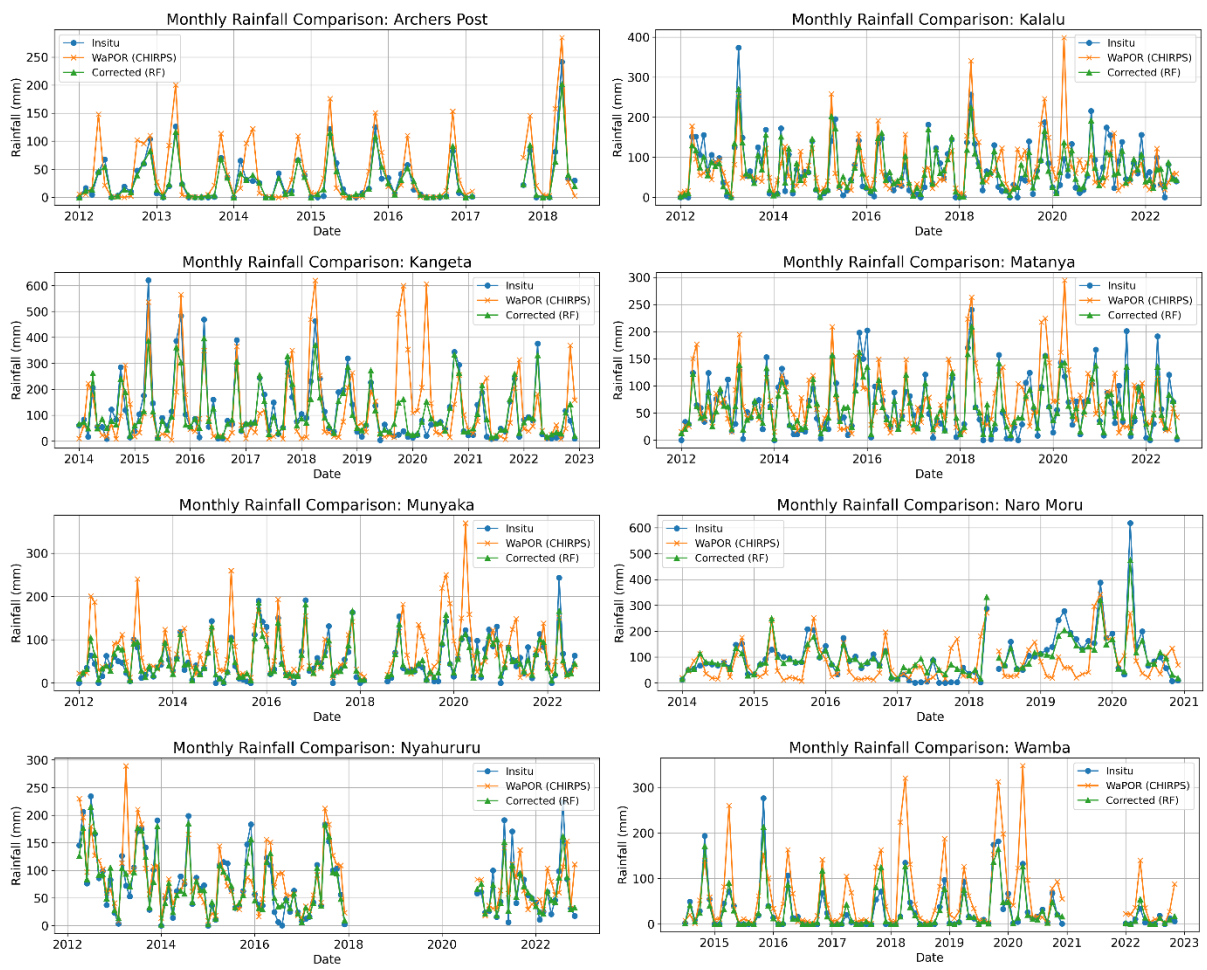 Monthly Rainfall Comparison: Archers Post
Rainfall (mm)
250
200
150
100
50
0
Insitu
WaPOR (CHIRPS)
Corrected (RF)
2012 2013 2014 2015 2016 2017 2018
Date
Monthly Rainfall Comparison: Kalalu
Rainfall (mm)
400
300
200
100
0
Insitu
WaPOR (CHIRPS)
Corrected (RF)
2012 2014 2016 2018 2020 2022
Date
Monthly Rainfall Comparison: Kangeta
Rainfall (mm)
600
500
400
300
200
100
0
Insitu
WaPOR (CHIRPS)
Corrected (RF)
2014 2015 2016 2017 2018 2019 2020 2021 2022 2023
Date
Monthly Rainfall Comparison: Matanya
Rainfall (mm)
300
250
200
150
100
50
0
Insitu
WaPOR (CHIRPS)
Corrected (RF)
2012 2014 2016 2018 2020 2022
Date
Monthly Rainfall Comparison: Munyaka
Rainfall (mm)
300
200
100
0
Insitu
WaPOR (CHIRPS)
Corrected (RF)
2012 2014 2016 2018 2020 2022
Date
Monthly Rainfall Comparison: Naro Moru
Rainfall (mm)
600
500
400
300
200
100
0
Insitu
WaPOR (CHIRPS)
Corrected (RF)
2014 2015 2016 2017 2018 2019 2020 2021
Date
Monthly Rainfall Comparison: Nyahururu
Rainfall (mm)
300
250
200
150
100
50
0
Insitu
WaPOR (CHIRPS)
Corrected (RF)
2012 2014 2016 2018 2020 2022
Date
Monthly Rainfall Comparison: Wamba
Rainfall (mm)
300
200
100
0
Insitu
WaPOR (CHIRPS)
Corrected (RF)
2015 2016 2017 2018 2019 2020 2021 2022 2023
Date